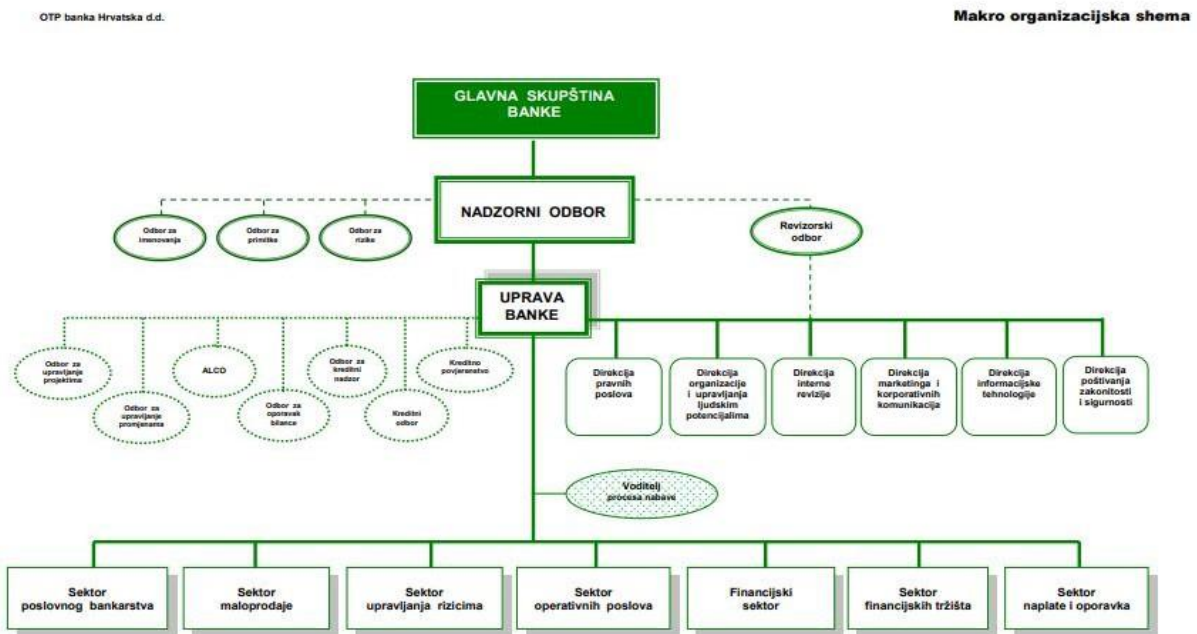 OTP banka Hrvatska d.d.
Makro organizacijska shema
GLAVNA SKUPŠTINA
BANKE
NADZORNI ODBOR
Odbor za
imenovanja
Odbor za
primitke
Odbor za
rizike
Revizorski
odbor
UPRAVA
BANKE
Odbor za
upravljanje
projektima
Odbor za
upravljanje
promjenama
ALCO
Odbor za
oporavak
bilance
Odbor za
kreditni
nadzor
Kreditni
odbor
Kreditno
povjerenstvo
Direkcija
pravnih
poslova
Direkcija
organizacije
i upravljanja
ljudskim
potencijalima
Direkcija
interne
revizije
Direkcija
marketinga i
korporativnih
komunikacija
Direkcija
informacijske
tehnologije
Direkcija
poštivanja
zakonitosti
i sigurnosti
Voditelj
procesa nabave
Sektor
poslovnog bankarstva
Sektor
maloprodaje
Sektor
upravljanja rizicima
Sektor
operativnih poslova
Financijski
sektor
Sektor
financijskih tržišta
Sektor
naplate i oporavka